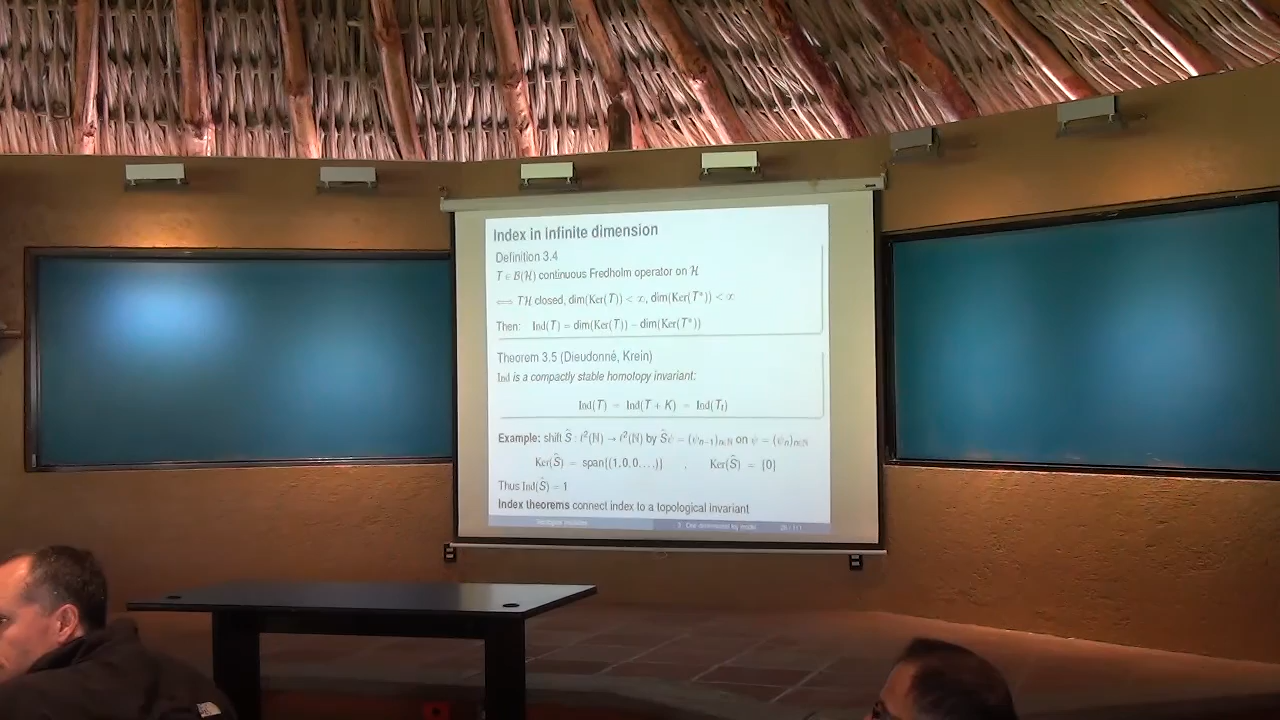 Index in Infinite dimension
Definition 3.4
T ∈ B(H) continuous Fredholm operator on H
⟺ TH closed, dim(Ker(T)) < ∞, dim(Ker(T*)) < ∞
Then: Ind(T) = dim(Ker(T)) − dim(Ker(T*))
Theorem 3.5 (Dieudonné, Krein)
Ind is a compactly stable homotopy invariant:
Ind(T) = Ind(T + K) = Ind(Tₜ)
Example: shift Ŝ : ℓ²(ℕ) → ℓ²(ℕ) by Ŝψ = (ψₙ₋₁)ₙ∈ℕ on ψ = (ψₙ)ₙ∈ℕ
Ker(Ŝ) = span{(1, 0, 0, …)} , Ker(Ŝ) = {0}
Thus Ind(Ŝ) = 1
Index theorems connect index to a topological invariant